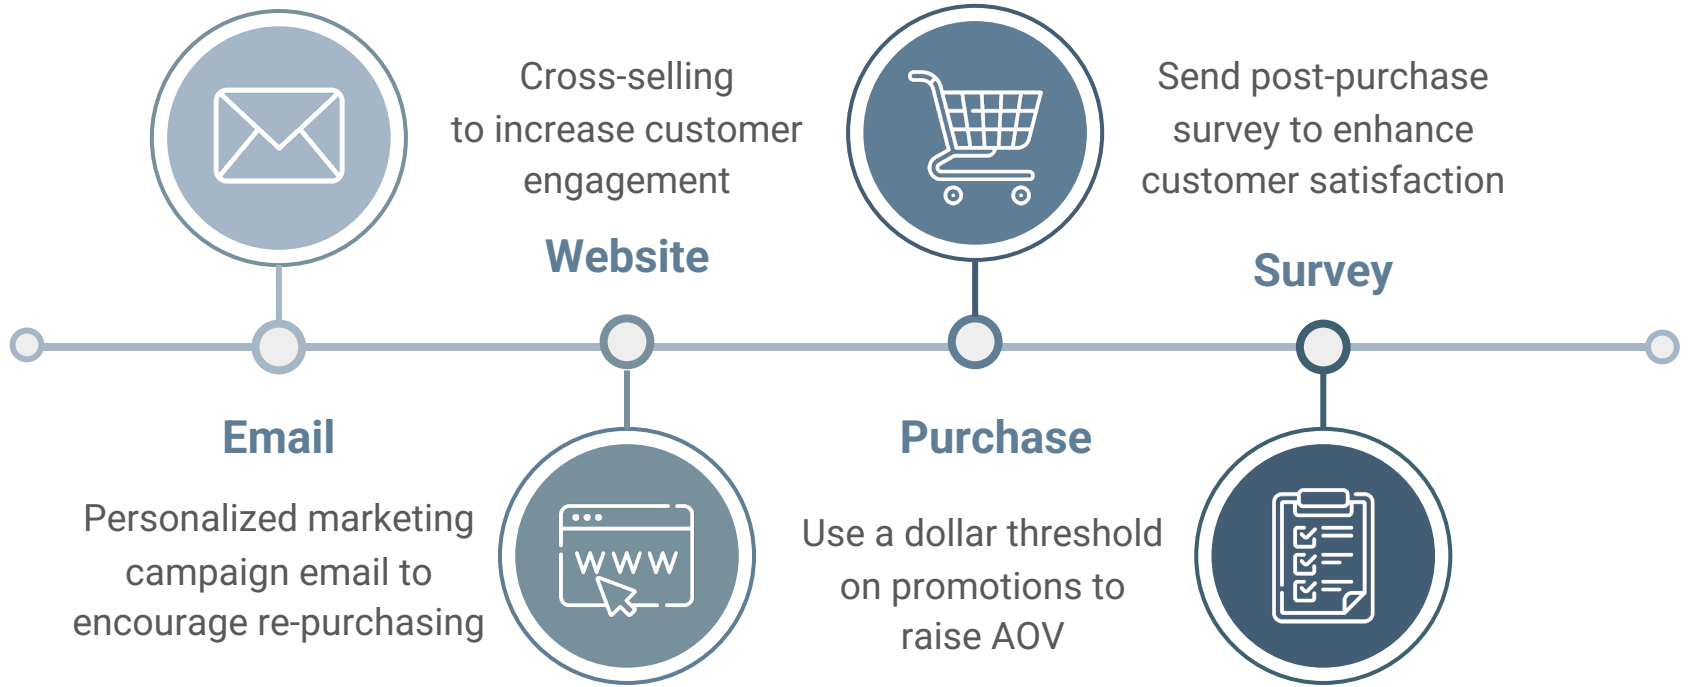 Email
Personalized marketing
campaign email to
encourage re-purchasing
Cross-selling
to increase customer
engagement
Website
WWW
Purchase
Use a dollar threshold
on promotions to
raise AOV
Send post-purchase
survey to enhance
customer satisfaction
Survey